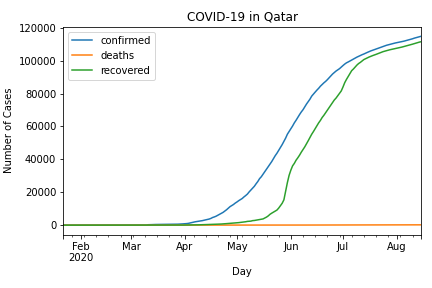 COVID-19 in Qatar
confirmed
deaths
recovered
120000
100000
80000
60000
40000
20000
0
Number of Cases
Feb
2020
Mar
Apr
May
Jun
Jul
Aug
Day